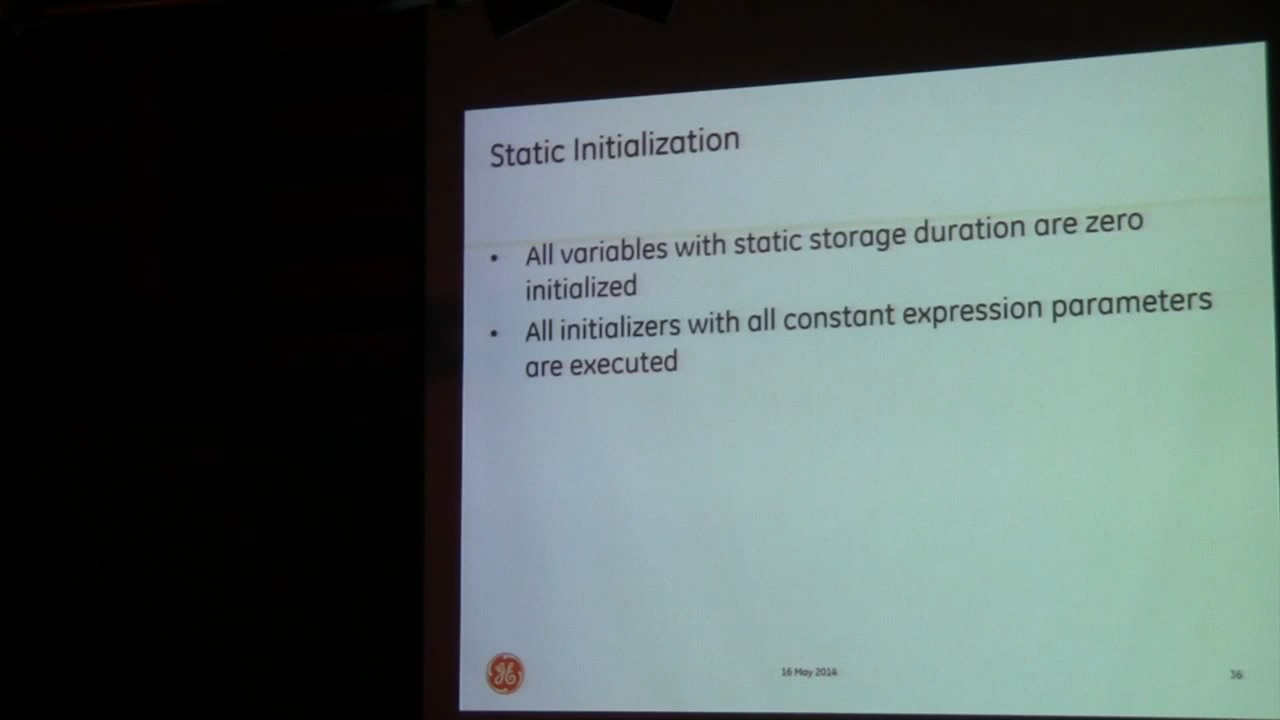 Static Initialization
• All variables with static storage duration are zero
initialized
• All initializers with all constant expression parameters
are executed
GE
16 May 2014
36